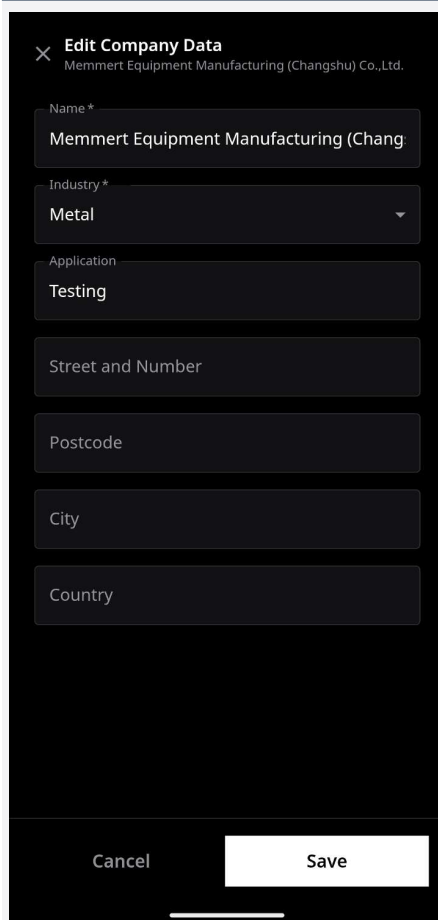 Edit Company Data
Memmert Equipment Manufacturing (Changshu) Co.,Ltd.
Name *
Memmert Equipment Manufacturing (Chang
Industry *
Metal
Application
Testing
Street and Number
Postcode
City
Country
Cancel
Save